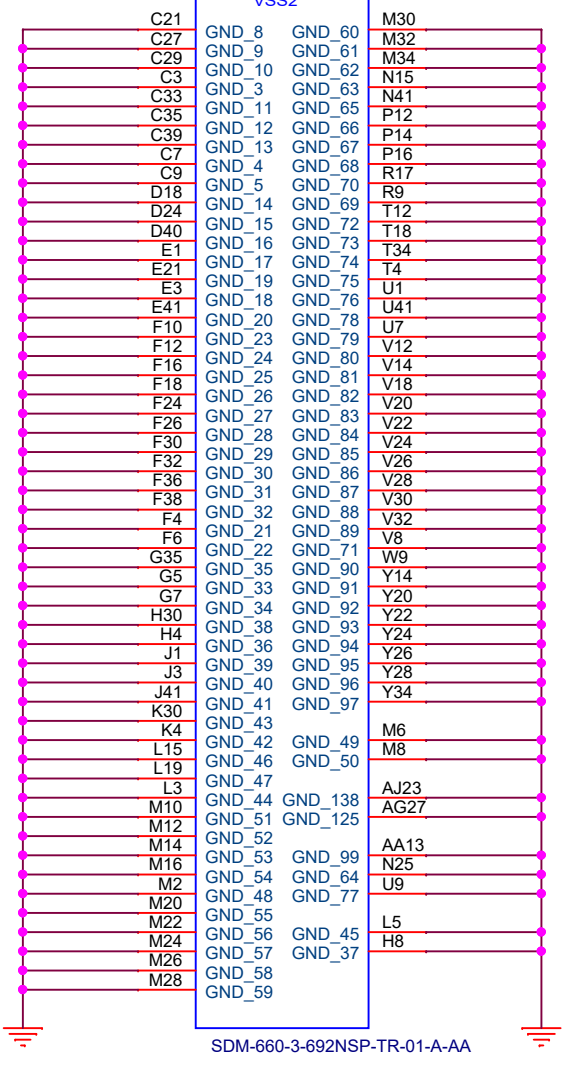 VSS2
C21 GND_8 GND_60 M30
C27 GND_9 GND_61 M32
C29 GND_10 GND_62 M34
C3 GND_3 GND_63 N15
C33 GND_11 GND_65 N41
C35 GND_12 GND_66 P12
C39 GND_13 GND_67 P14
C7 GND_4 GND_68 P16
C9 GND_5 GND_70 R17
D18 GND_14 GND_69 R9
D24 GND_15 GND_72 T12
D40 GND_16 GND_73 T18
E1 GND_17 GND_74 T34
E21 GND_19 GND_75 T4
E3 GND_18 GND_76 U1
E41 GND_20 GND_78 U41
F10 GND_23 GND_79 U7
F12 GND_24 GND_80 V12
F16 GND_25 GND_81 V14
F18 GND_26 GND_82 V18
F24 GND_27 GND_83 V20
F26 GND_28 GND_84 V22
F30 GND_29 GND_85 V24
F32 GND_30 GND_86 V26
F36 GND_31 GND_87 V28
F38 GND_32 GND_88 V30
F4 GND_21 GND_89 V32
F6 GND_22 GND_71 V8
G35 GND_35 GND_90 W9
G5 GND_33 GND_91 Y14
G7 GND_34 GND_92 Y20
H30 GND_38 GND_93 Y22
H4 GND_36 GND_94 Y24
J1 GND_39 GND_95 Y26
J3 GND_40 GND_96 Y28
J41 GND_41 GND_97 Y34
K30 GND_43
K4 GND_42 GND_49 M6
L15 GND_46 GND_50 M8
L19 GND_47
L3 GND_44 GND_138 AJ23
M10 GND_51 GND_125 AG27
M12 GND_52
M14 GND_53 GND_99 AA13
M16 GND_54 GND_64 N25
M2 GND_48 GND_77 U9
M20 GND_55
M22 GND_56 GND_45 L5
M24 GND_57 GND_37 H8
M26 GND_58
M28 GND_59
SDM-660-3-692NSP-TR-01-A-AA